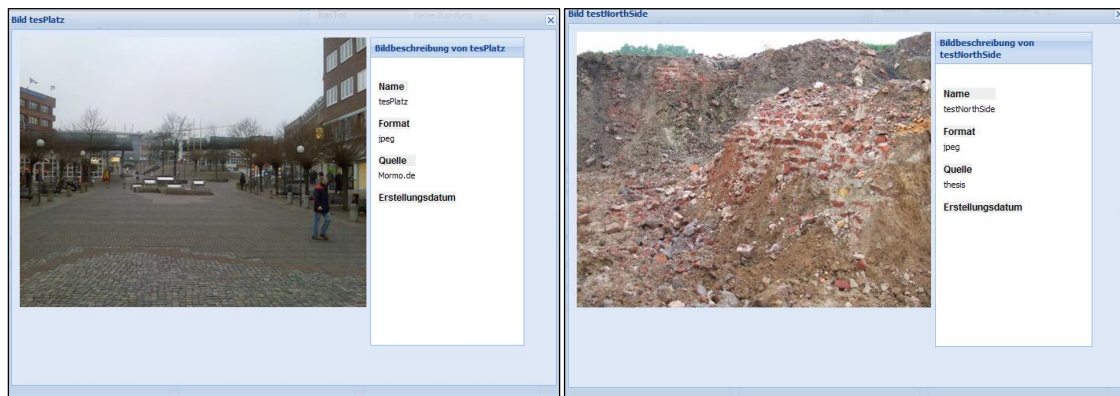 Bild tesPlatz
Bildbeschreibung von tesPlatz
Name
tesPlatz
Format
jpeg
Quelle
Mormo.de
Erstellungsdatum
Bild testNorthSide
Bildbeschreibung von
testNorthSide
Name
testNorthSide
Format
jpeg
Quelle
thesis
Erstellungsdatum